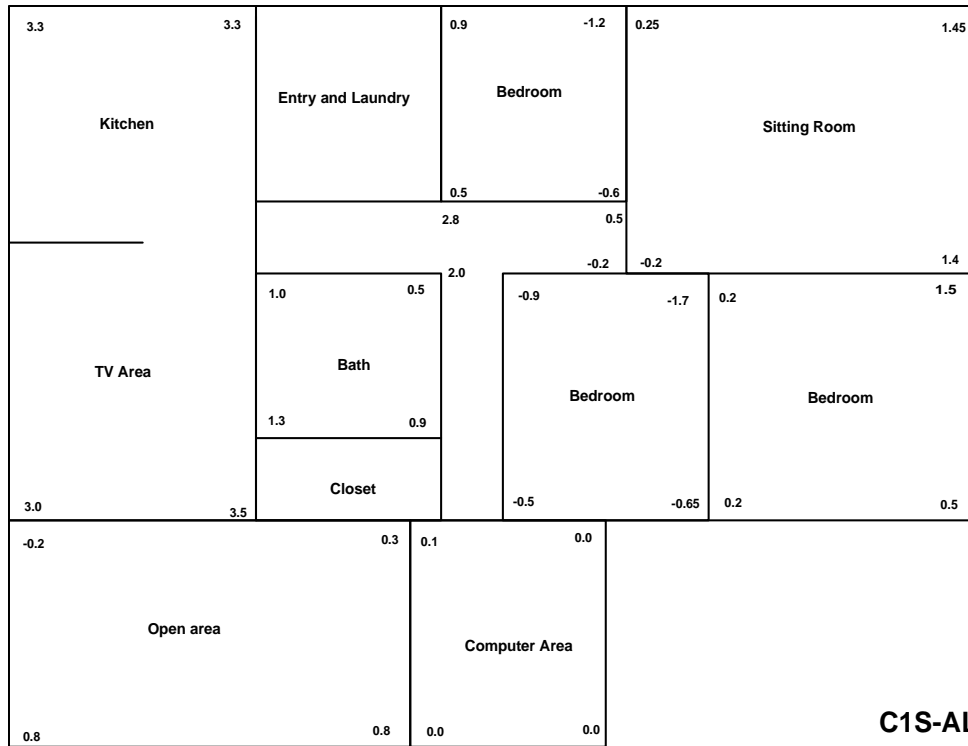 3.3 3.3 0.9 -1.2 0.25 1.45
Entry and Laundry Bedroom
Kitchen Sitting Room
0.5 -0.6
2.8 0.5
2.0 -0.2 -0.2 1.4
1.0 0.5 -0.9 -1.7 0.2 1.5
TV Area Bath
Bedroom Bedroom
1.3 0.9
Closet
3.0 3.5 -0.5 -0.65 0.2 0.5
-0.2 0.3 0.1 0.0
Open area
Computer Area
0.8 0.8 0.0 0.0
C1S-AL